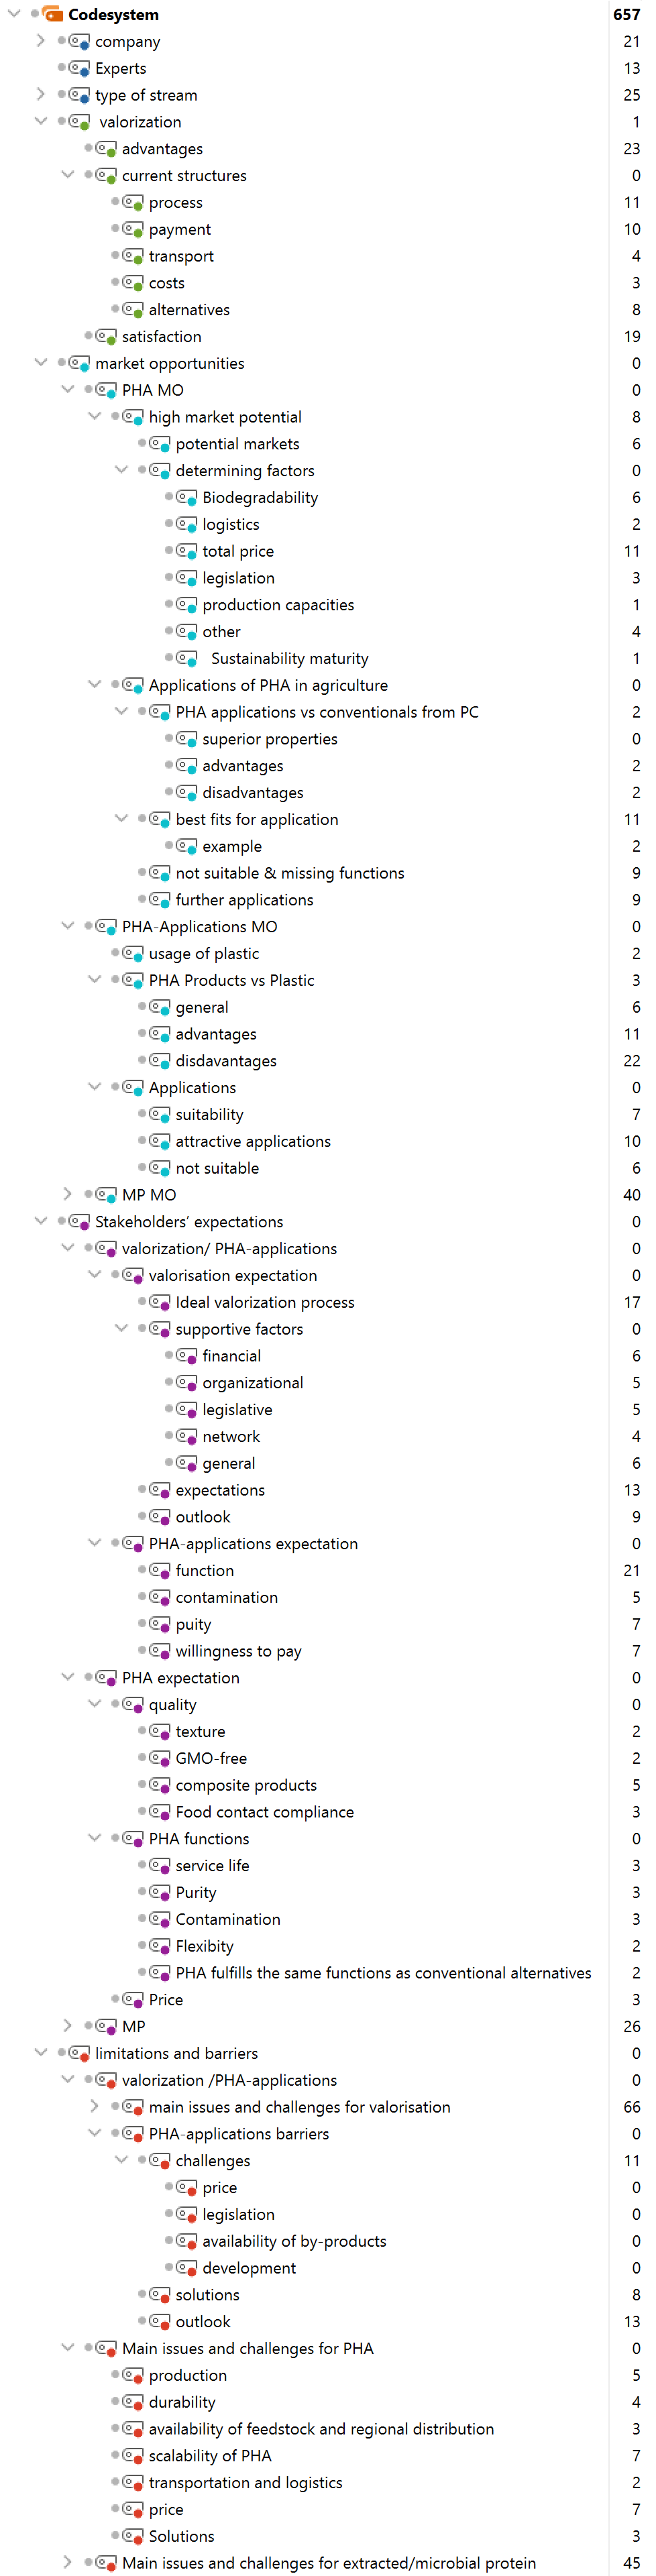 Codesystem 657
company 21
Experts 13
type of stream 25
valorization 1
advantages 23
current structures 0
process 11
payment 10
transport 4
costs 3
alternatives 8
satisfaction 19
market opportunities 0
PHA MO 0
high market potential 8
potential markets 6
determining factors 0
Biodegradability 6
logistics 2
total price 11
legislation 3
production capacities 1
other 4
Sustainability maturity 1
Applications of PHA in agriculture 0
PHA applications vs conventionals from PC 2
superior properties 0
advantages 2
disadvantages 2
best fits for application 11
example 2
not suitable & missing functions 9
further applications 9
PHA-Applications MO 0
usage of plastic 2
PHA Products vs Plastic 3
general 6
advantages 11
disdavantages 22
Applications 0
suitability 7
attractive applications 10
not suitable 6
MP MO 40
Stakeholders’ expectations 0
valorization/ PHA-applications 0
valorisation expectation 0
Ideal valorization process 17
supportive factors 0
financial 6
organizational 5
legislative 5
network 4
general 6
expectations 13
outlook 9
PHA-applications expectation 0
function 21
contamination 5
puity 7
willingness to pay 7
PHA expectation 0
quality 0
texture 2
GMO-free 2
composite products 5
Food contact compliance 3
PHA functions 0
service life 3
Purity 3
Contamination 3
Flexibity 2
PHA fulfills the same functions as conventional alternatives 2
Price 3
MP 26
limitations and barriers 0
valorization /PHA-applications 0
main issues and challenges for valorisation 66
PHA-applications barriers 0
challenges 11
price 0
legislation 0
availability of by-products 0
development 0
solutions 8
outlook 13
Main issues and challenges for PHA 0
production 5
durability 4
availability of feedstock and regional distribution 3
scalability of PHA 7
transportation and logistics 2
price 7
Solutions 3
Main issues and challenges for extracted/microbial protein 45